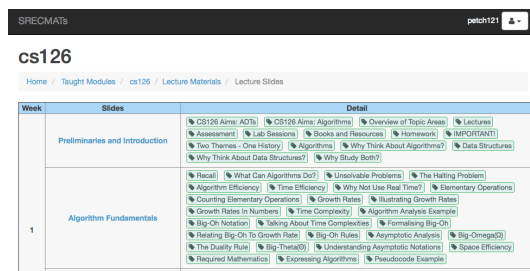 SRECMATs petch121
cs126
Home / Taught Modules / cs126 / Lecture Materials / Lecture Slides
Week Slides Detail
Preliminaries and Introduction
CS126 Aims: ADTs CS126 Aims: Algorithms Overview of Topic Areas Lectures
Assessment Lab Sessions Books and Resources Homework IMPORTANT!
Two Themes - One History Algorithms Why Think About Algorithms? Data Structures
Why Think About Data Structures? Why Study Both?
1
Algorithm Fundamentals
Recall What Can Algorithms Do? Unsolvable Problems The Halting Problem
Algorithm Efficiency Time Efficiency Why Not Use Real Time? Elementary Operations
Counting Elementary Operations Growth Rates Illustrating Growth Rates
Growth Rates In Numbers Time Complexity Algorithm Analysis Example
Big-Oh Notation Talking About Time Complexities Formalising Big-Oh
Relating Big-Oh To Growth Rate Big-Oh Rules Asymptotic Analysis Big-Omega(Ω)
The Duality Rule Big-Theta(Θ) Understanding Asymptotic Notations Space Efficiency
Required Mathematics Expressing Algorithms Pseudocode Example